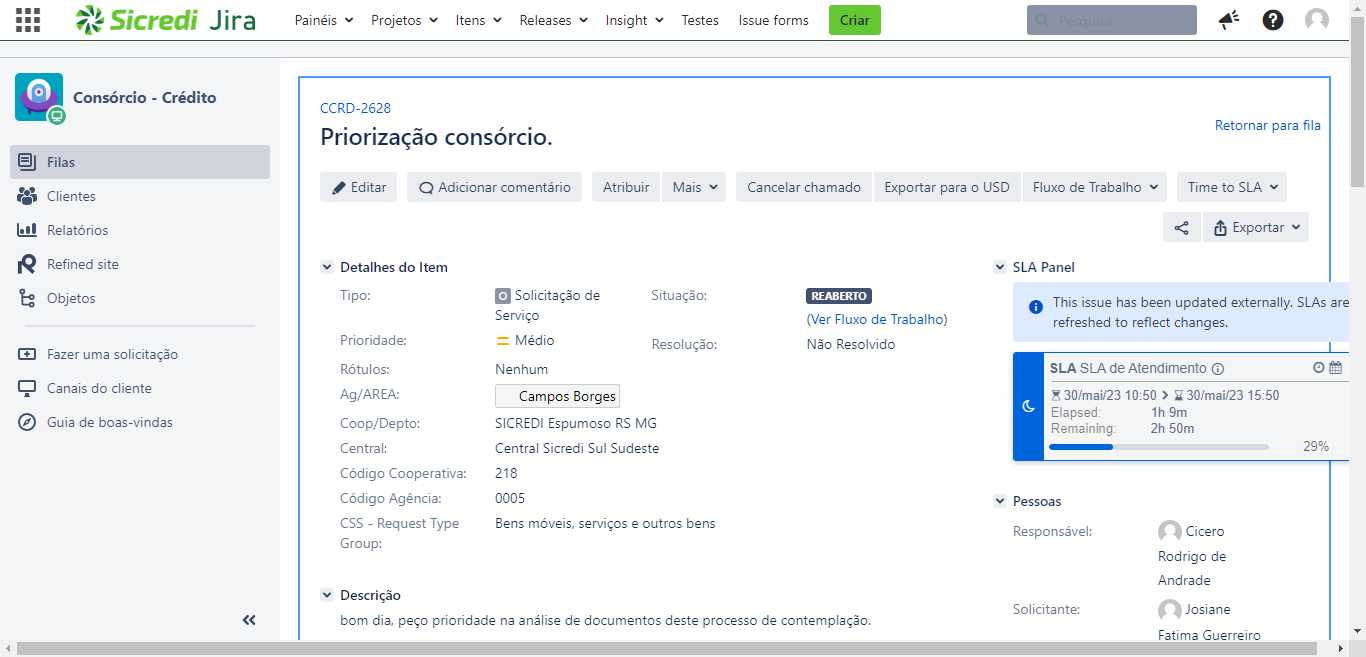 Sicredi Jira
Painéis Projetos Itens Releases Insight Testes Issue forms Criar Pesquisar
Consórcio - Crédito
Filas
Clientes
Relatórios
Refined site
Objetos
Fazer uma solicitação
Canais do cliente
Guia de boas-vindas
CCRD-2628
Priorização consórcio.
Retornar para fila
Editar Adicionar comentário Atribuir Mais Cancelar chamado Exportar para o USD Fluxo de Trabalho Time to SLA
Exportar
Detalhes do Item
Tipo: Solicitação de
Serviço
Situação: REABERTO
(Ver Fluxo de Trabalho)
Prioridade: Médio
Resolução: Não Resolvido
Rótulos: Nenhum
Ag/AREA: Campos Borges
Coop/Depto: SICREDI Espumoso RS MG
Central: Central Sicredi Sul Sudeste
Código Cooperativa: 218
Código Agência: 0005
CSS - Request Type
Group:
Bens móveis, serviços e outros bens
Descrição
bom dia, peço prioridade na análise de documentos deste processo de contemplação.
SLA Panel
This issue has been updated externally. SLAs are
refreshed to reflect changes.
SLA SLA de Atendimento
30/mai/23 10:50 30/mai/23 15:50
Elapsed: 1h 9m
Remaining: 2h 50m
29%
Pessoas
Responsável: Cicero
Rodrigo de
Andrade
Solicitante: Josiane
Fatima Guerreiro